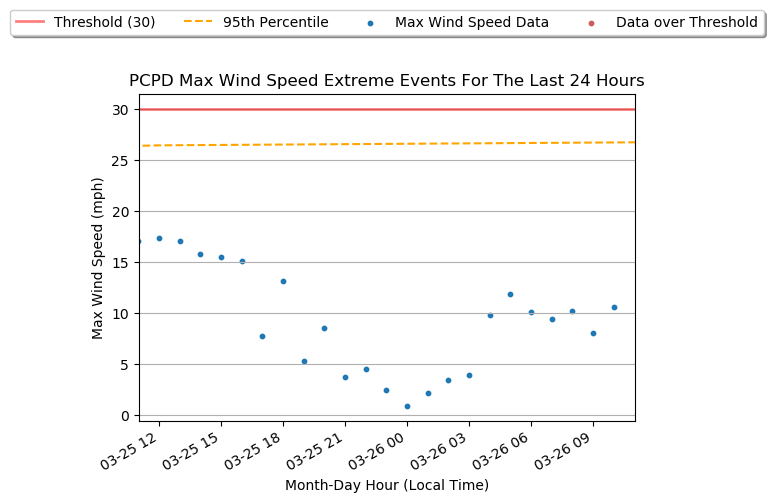 Threshold (30) 95th Percentile Max Wind Speed Data Data over Threshold
PCPD Max Wind Speed Extreme Events For The Last 24 Hours
Max Wind Speed (mph)
30
25
20
15
10
5
0
03-25 12 03-25 15 03-25 18 03-25 21 03-26 00 03-26 03 03-26 06 03-26 09
Month-Day Hour (Local Time)